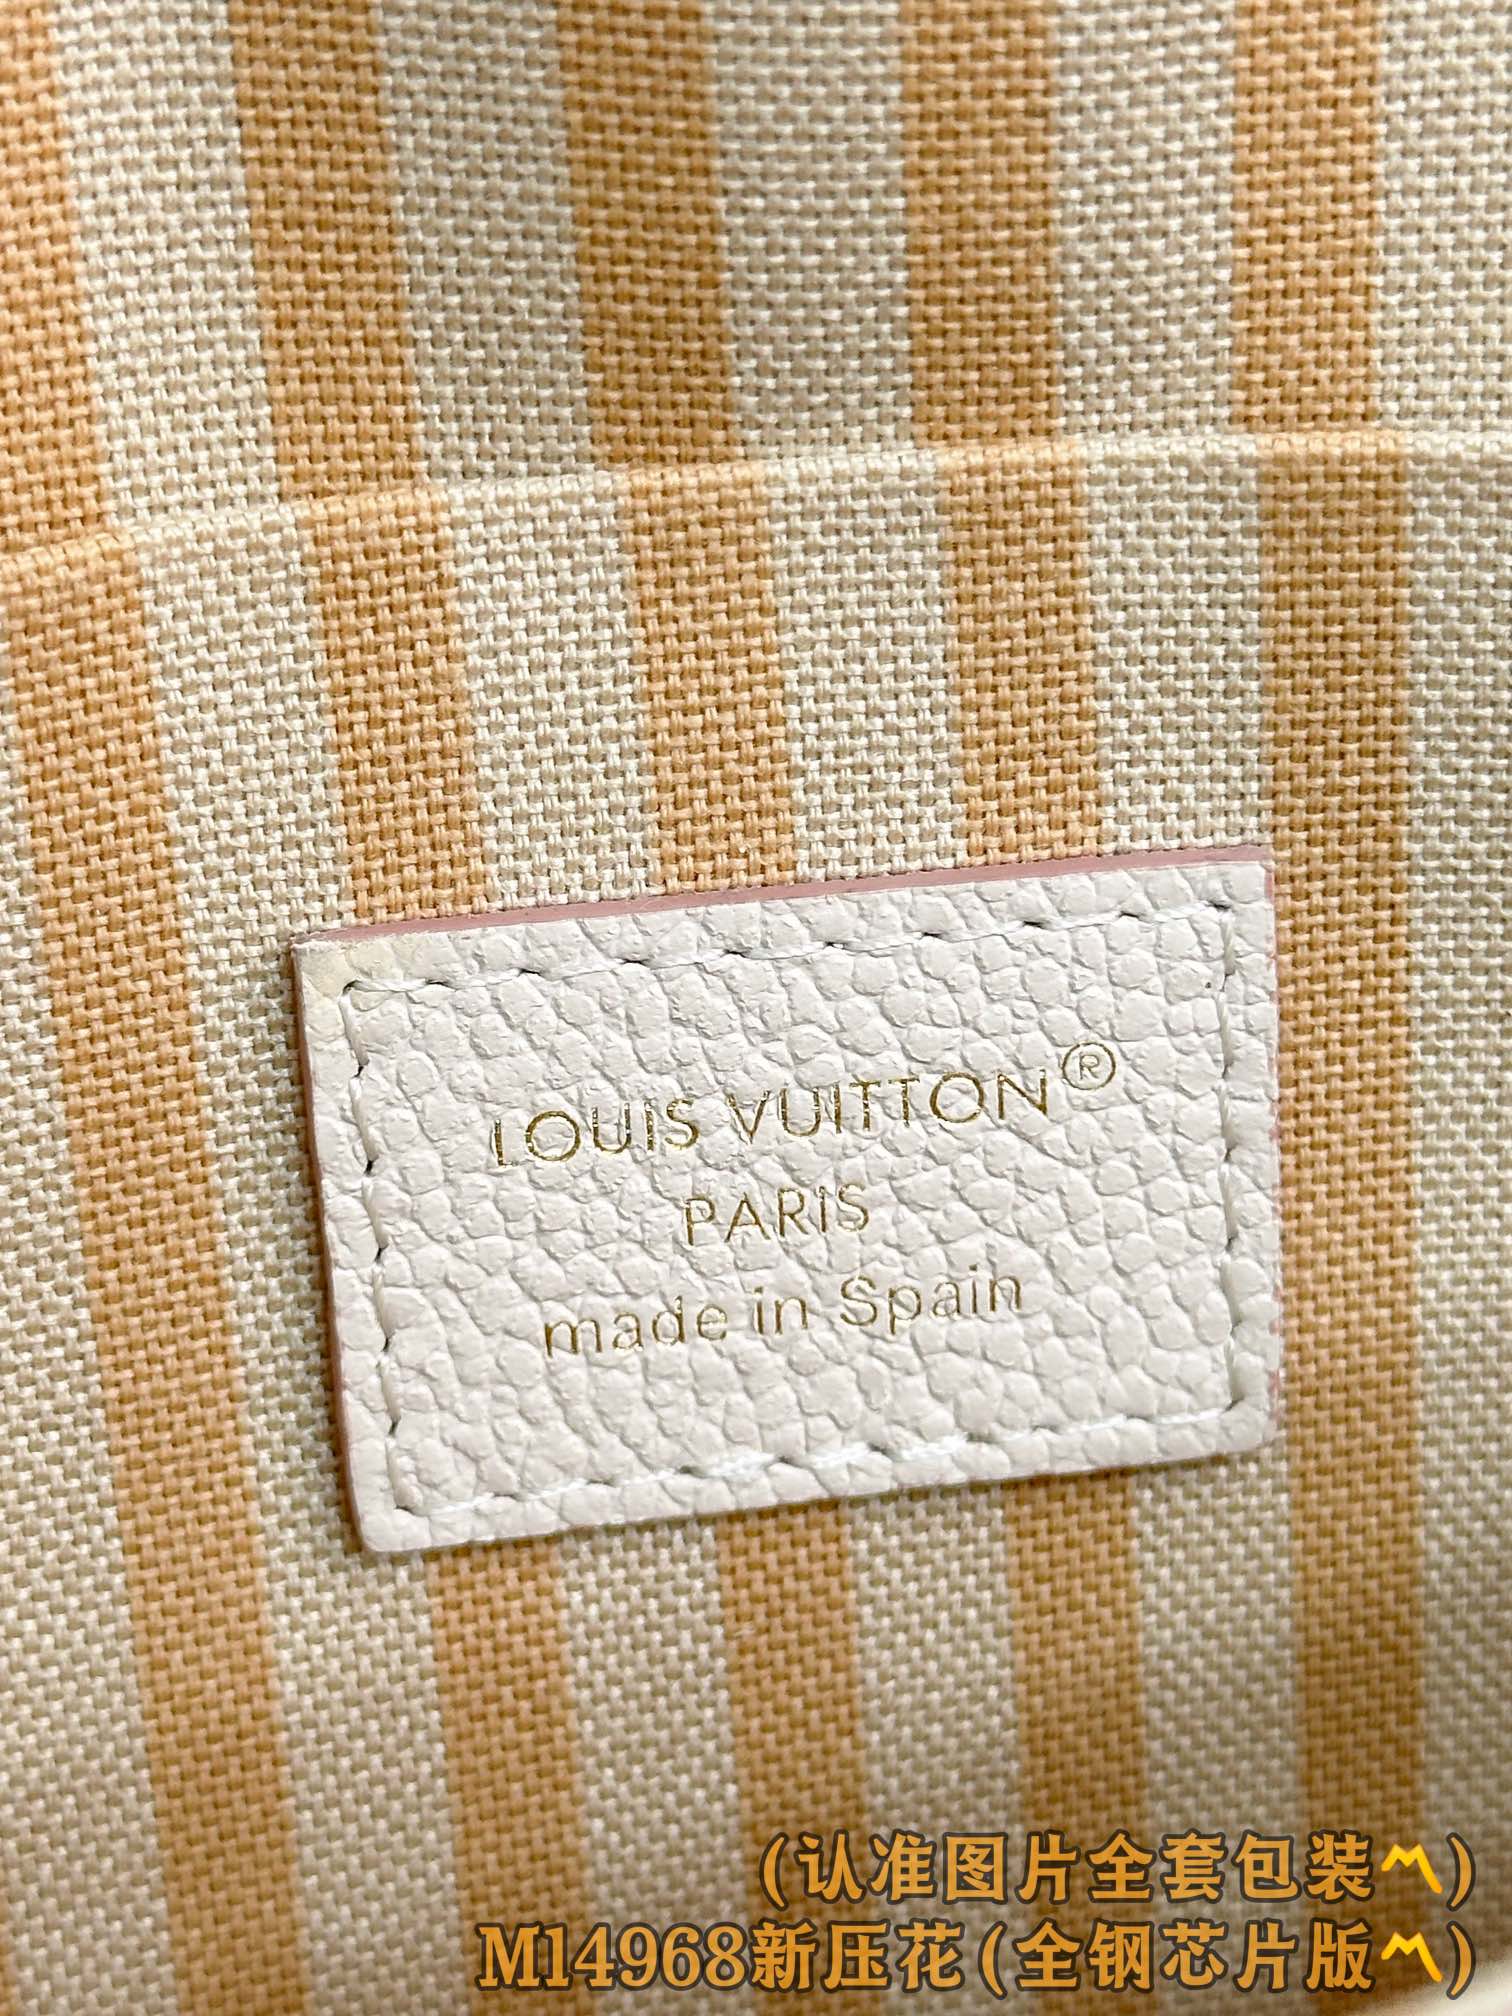 LOUIS VUITTON®
PARIS
made in Spain
(认准图片全套包装〽)
M14968新压花(全钢芯片版〽)